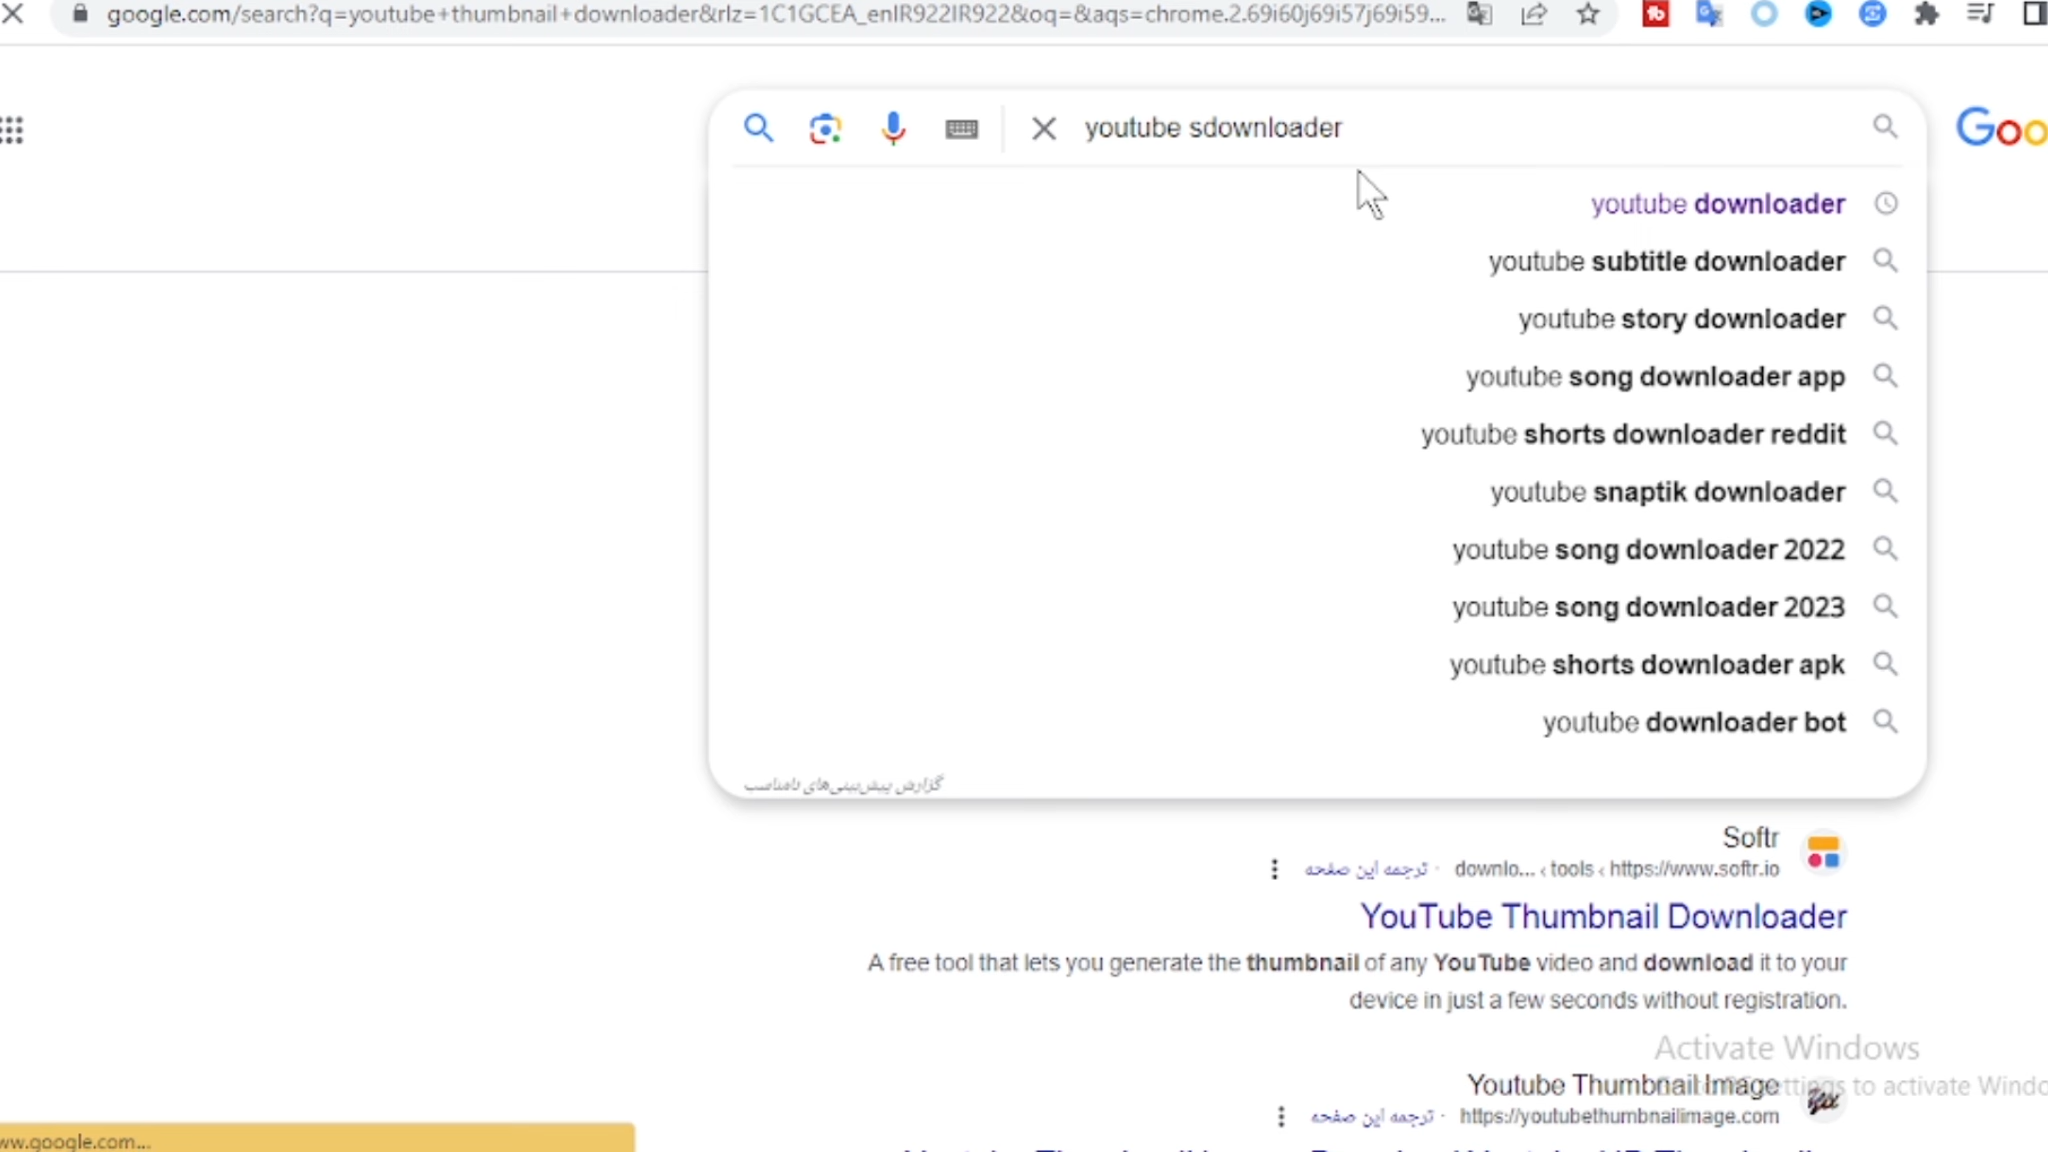 google.com/search?q=youtube+thumbnail+downloader&rlz=1C1GCEA_enIR922IR922&oq=&aqs=chrome.2.69i60j69i57j69i59...
youtube sdownloader
Goo
youtube downloader
youtube subtitle downloader
youtube story downloader
youtube song downloader app
youtube shorts downloader reddit
youtube snaptik downloader
youtube song downloader 2022
youtube song downloader 2023
youtube shorts downloader apk
youtube downloader bot
گزارش پیش‌بینی‌های نامناسب
Softr
https://www.softr.io › tools › downlo... · ترجمه این صفحه
YouTube Thumbnail Downloader
A free tool that lets you generate the thumbnail of any YouTube video and download it to your
device in just a few seconds without registration.
Activate Windows
Youtube Thumbnail Image
to activate Windo
https://youtubethumbnailimage.com · ترجمه این صفحه
ww.google.com...